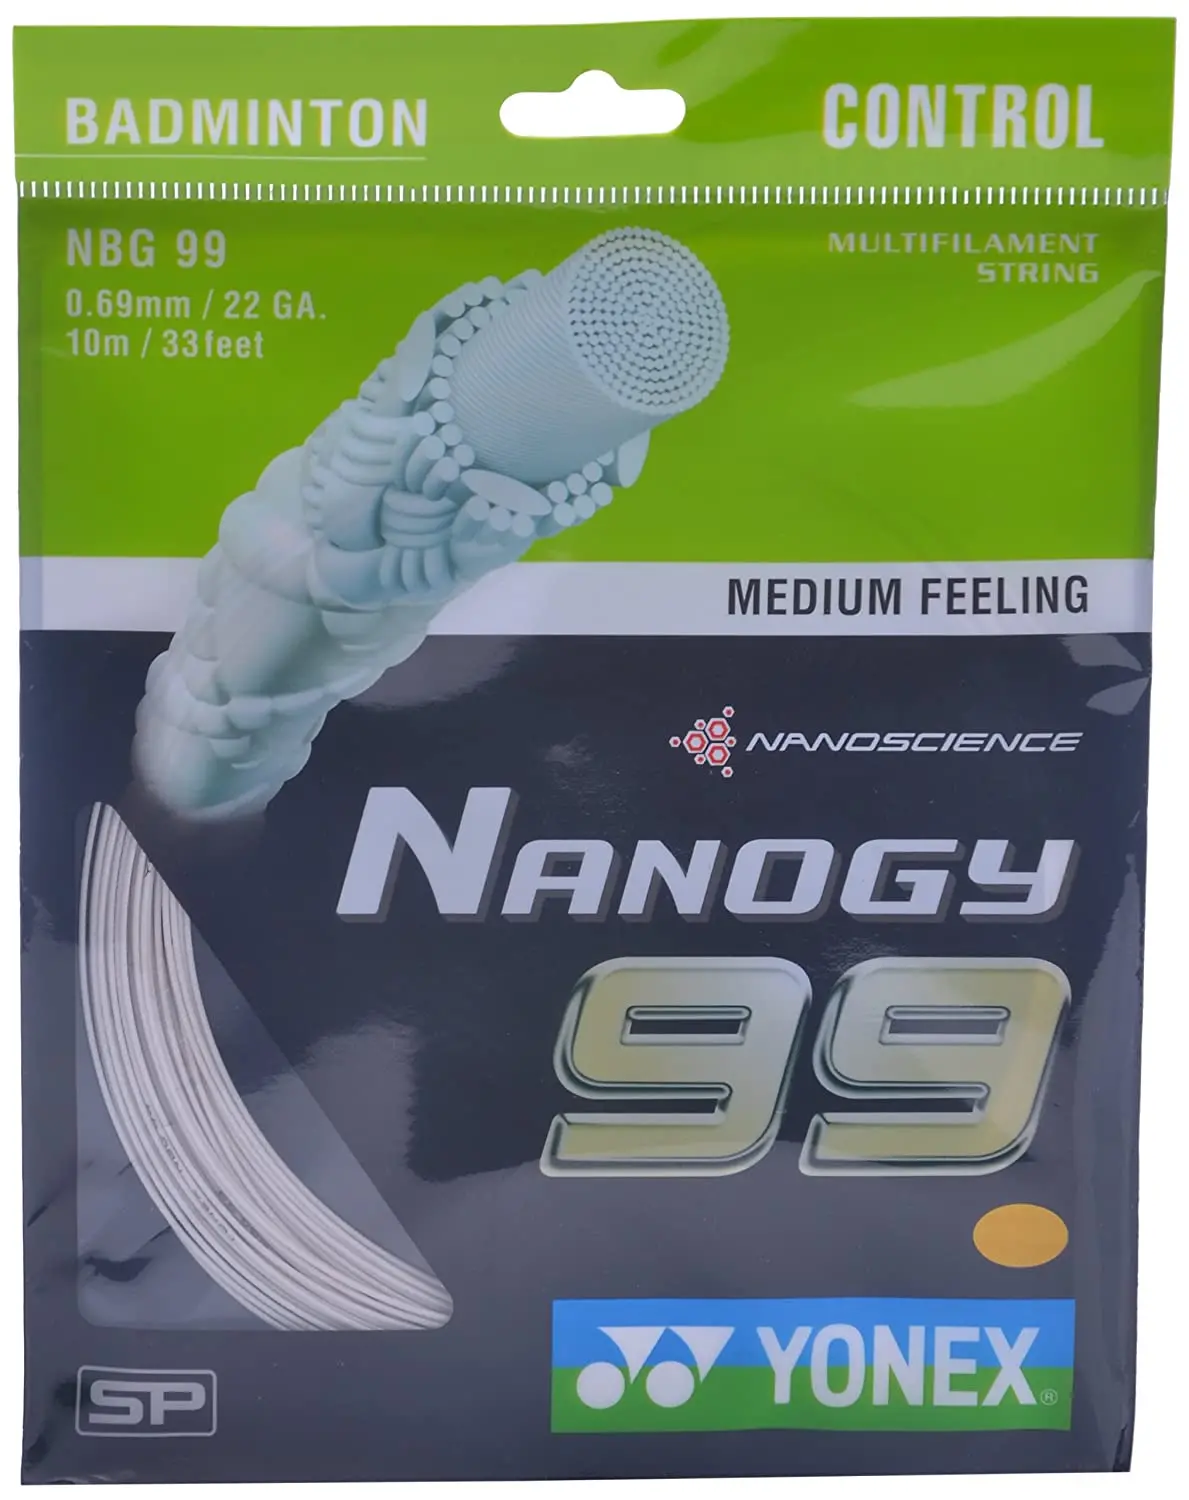 BADMINTON
CONTROL
NBG 99
0.69mm / 22 GA.
10m / 33feet
MULTIFILAMENT
STRING
MEDIUM FEELING
NANOSCIENCE
NANOGY
99
YONEX®
SP